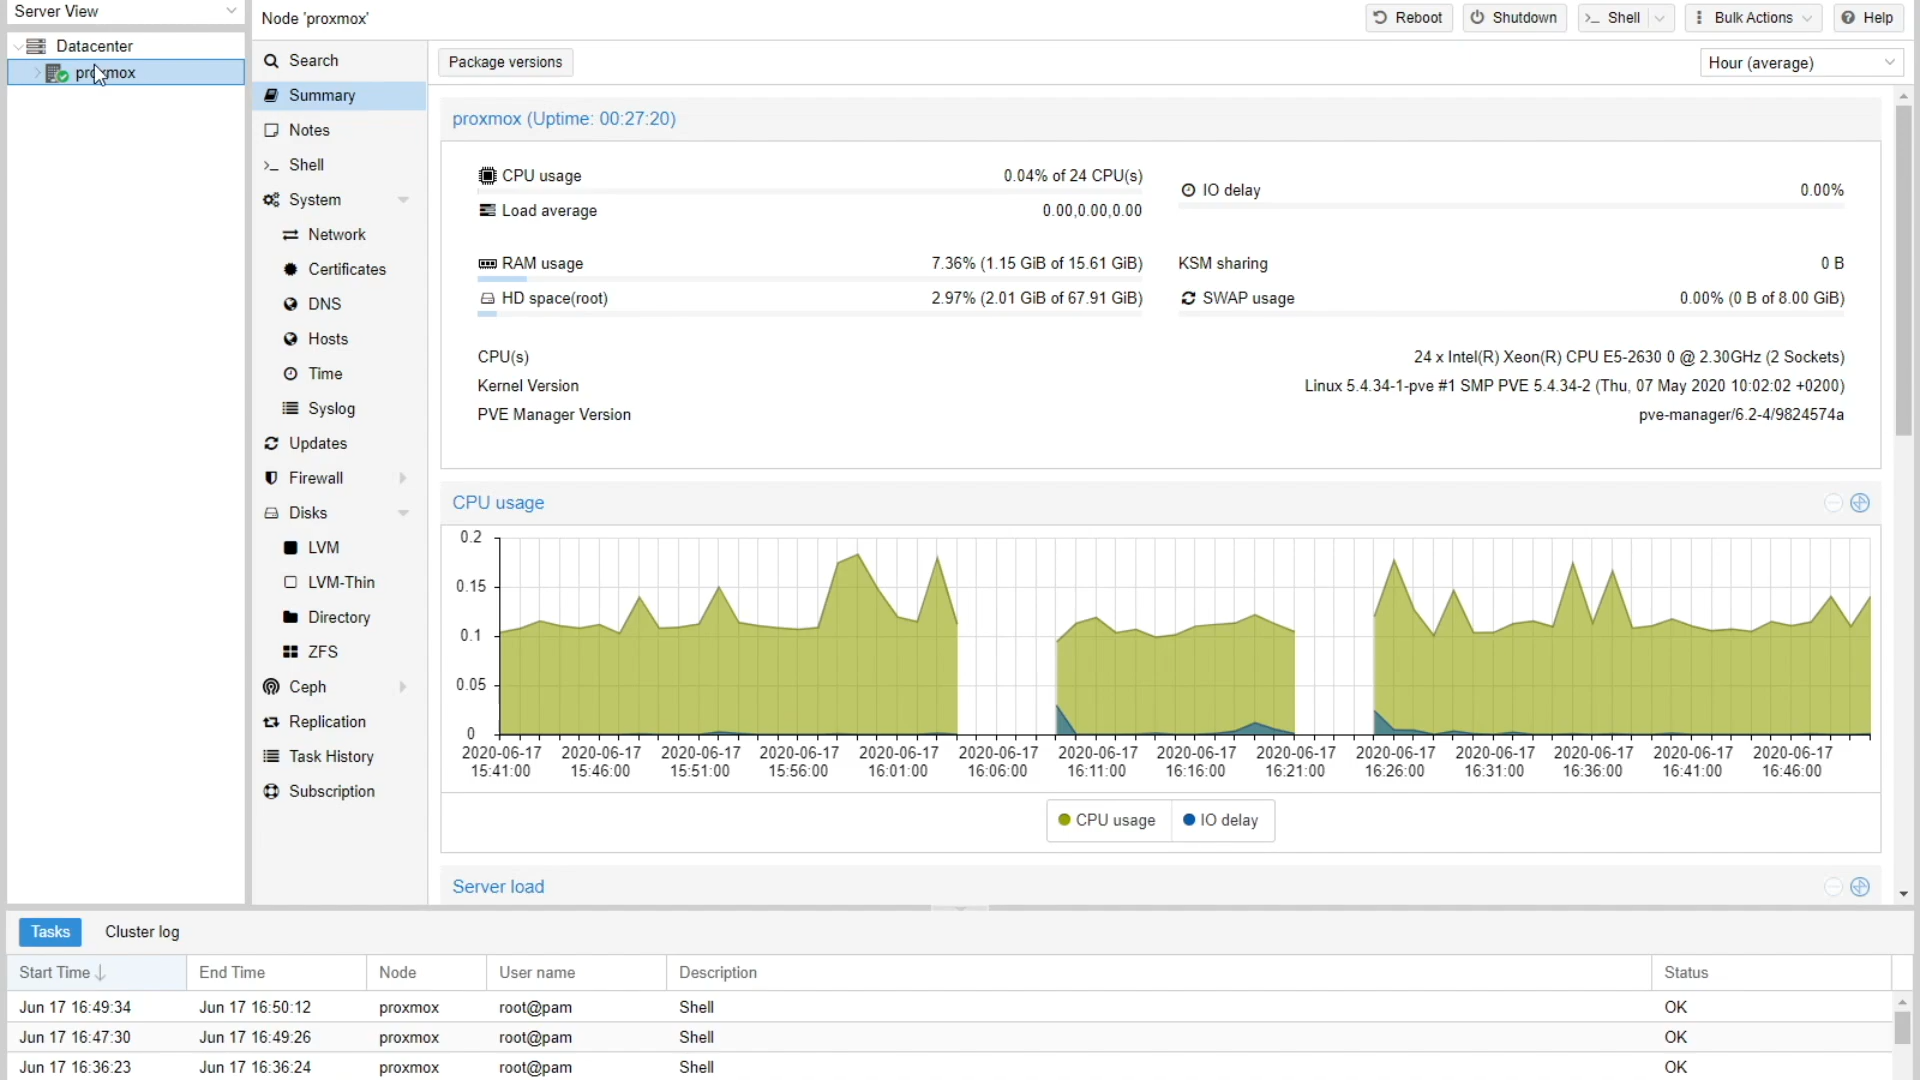 Server View
Node 'proxmox'
Reboot
Shutdown
Shell
Bulk Actions
Help
Datacenter
proxmox
Search
Summary
Notes
Shell
System
Network
Certificates
DNS
Hosts
Time
Syslog
Updates
Firewall
Disks
LVM
LVM-Thin
Directory
ZFS
Ceph
Replication
Task History
Subscription
Package versions
Hour (average)
proxmox (Uptime: 00:27:20)
CPU usage 0.04% of 24 CPU(s)
Load average 0.00,0.00,0.00
IO delay 0.00%
RAM usage 7.36% (1.15 GiB of 15.61 GiB)
HD space(root) 2.97% (2.01 GiB of 67.91 GiB)
KSM sharing 0 B
SWAP usage 0.00% (0 B of 8.00 GiB)
CPU(s) 24 x Intel(R) Xeon(R) CPU E5-2630 0 @ 2.30GHz (2 Sockets)
Kernel Version Linux 5.4.34-1-pve #1 SMP PVE 5.4.34-2 (Thu, 07 May 2020 10:02:02 +0200)
PVE Manager Version pve-manager/6.2-4/9824574a
CPU usage
0.2
0.15
0.1
0.05
0
2020-06-17 2020-06-17 2020-06-17 2020-06-17 2020-06-17 2020-06-17 2020-06-17 2020-06-17 2020-06-17 2020-06-17 2020-06-17 2020-06-17 2020-06-17 2020-06-17
15:41:00 15:46:00 15:51:00 15:56:00 16:01:00 16:06:00 16:11:00 16:16:00 16:21:00 16:26:00 16:31:00 16:36:00 16:41:00 16:46:00
CPU usage IO delay
Server load
Tasks Cluster log
Start Time End Time Node User name Description Status
Jun 17 16:49:34 Jun 17 16:50:12 proxmox root@pam Shell OK
Jun 17 16:47:30 Jun 17 16:49:26 proxmox root@pam Shell OK
Jun 17 16:36:23 Jun 17 16:36:24 proxmox root@pam Shell OK